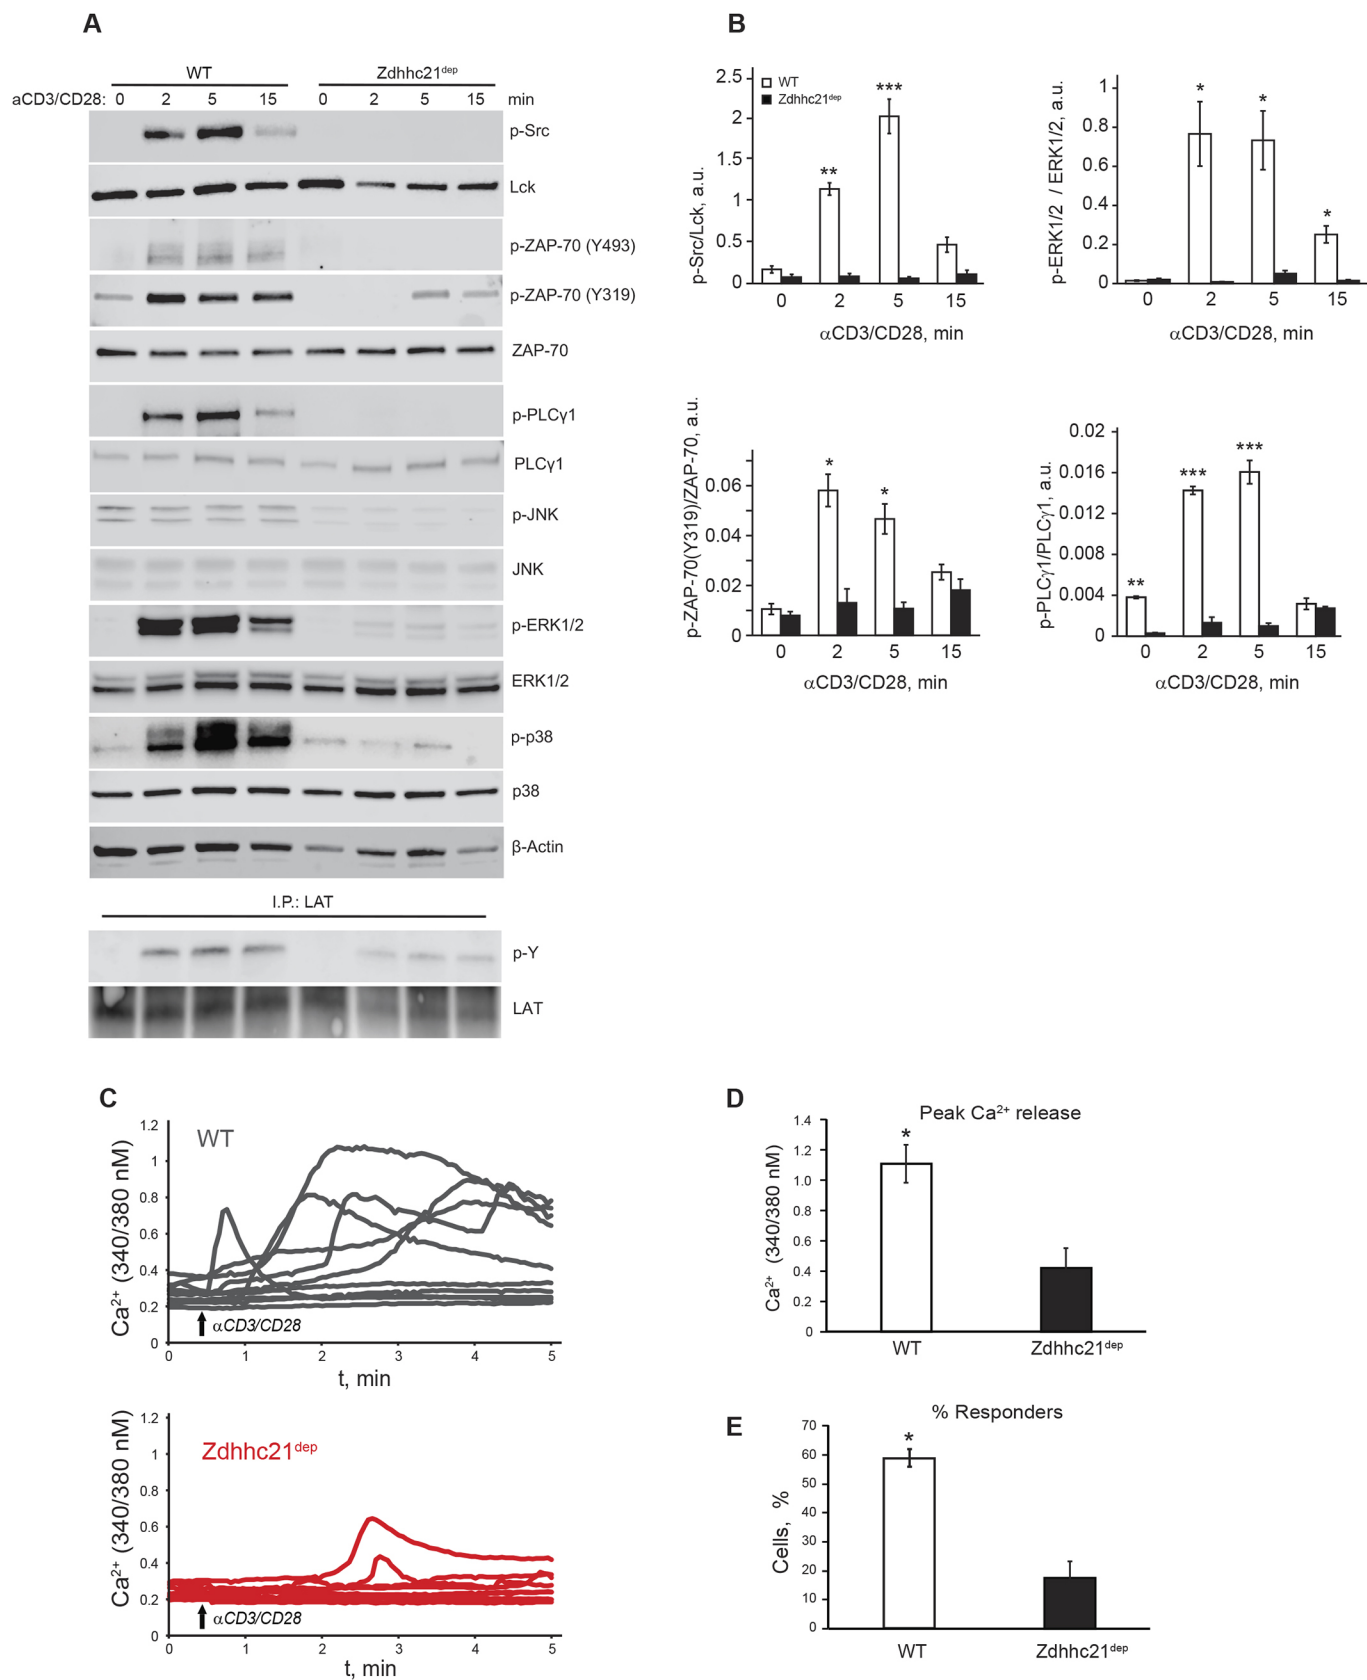 A
WT Zdhhc21dep
aCD3/CD28: 0 2 5 15 0 2 5 15 min
p-Src
Lck
p-ZAP-70 (Y493)
p-ZAP-70 (Y319)
ZAP-70
p-PLCγ1
PLCγ1
p-JNK
JNK
p-ERK1/2
ERK1/2
p-p38
p38
β-Actin
I.P.: LAT
p-Y
LAT
B
p-Src/Lck, a.u.
2.5
2
1.5
1
0.5
0
WT
Zdhhc21dep
** ***
0 2 5 15
αCD3/CD28, min
p-ERK1/2 / ERK1/2, a.u.
1
0.8
0.6
0.4
0.2
0
* * *
0 2 5 15
αCD3/CD28, min
p-ZAP-70(Y319)/ZAP-70, a.u.
0.06
0.04
0.02
0
* *
0 2 5 15
αCD3/CD28, min
p-PLCγ1/PLCγ1, a.u.
0.02
0.016
0.012
0.008
0.004
0
** *** ***
0 2 5 15
αCD3/CD28, min
C
Ca2+ (340/380 nM)
1.2
1
0.8
0.6
0.4
0.2
0
WT
αCD3/CD28
0 1 2 3 4 5
t, min
Ca2+ (340/380 nM)
1.2
1
0.8
0.6
0.4
0.2
0
Zdhhc21dep
αCD3/CD28
0 1 2 3 4 5
t, min
D
Peak Ca2+ release
Ca2+ (340/380 nM)
1.4
1.2
1.0
0.8
0.6
0.4
0.2
0
*
WT Zdhhc21dep
E
% Responders
Cells, %
70
60
50
40
30
20
10
0
*
WT Zdhhc21dep